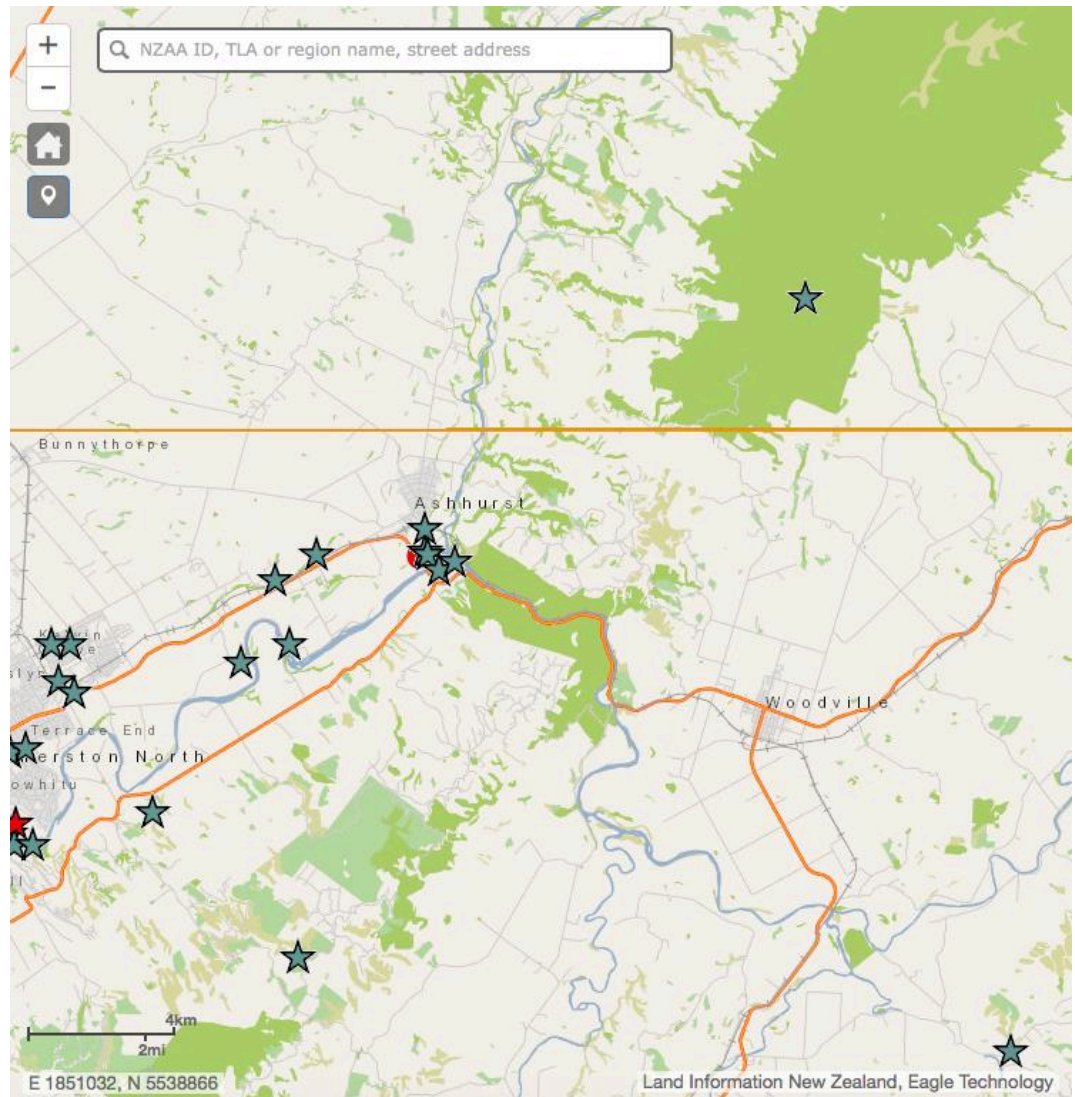 +
NZAA ID, TLA or region name, street address
−
Bunnythorpe
Ashhurst
Woodville
Terrace End
merston North
owhitu
4km
2mi
E 1851032, N 5538866
Land Information New Zealand, Eagle Technology